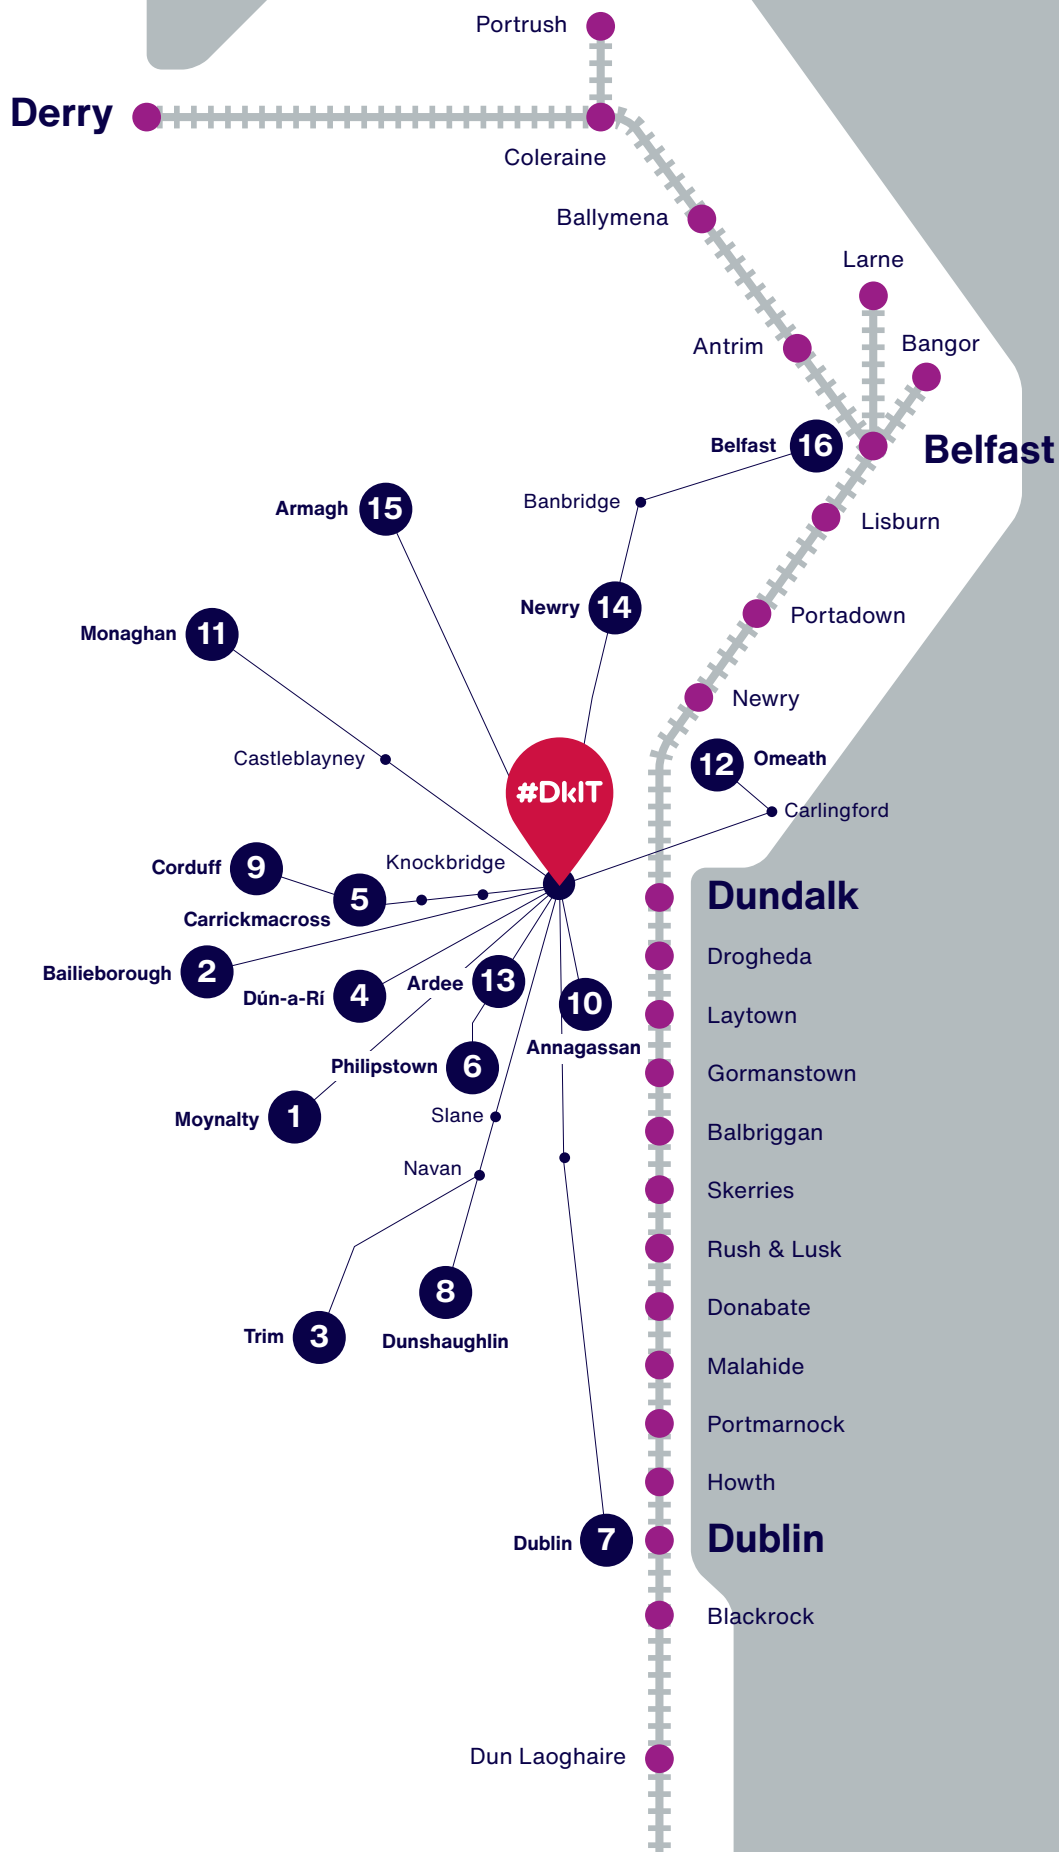 Portrush
Derry
Coleraine
Ballymena
Larne
Antrim
Bangor
Belfast 16
Belfast
Banbridge
Armagh 15
Lisburn
Newry 14
Portadown
Monaghan 11
Newry
Castleblayney
12 Omeath
#DkIT
Carlingford
Knockbridge
Corduff 9
5
Carrickmacross
Dundalk
Drogheda
Bailieborough 2
Dún-a-Rí 4
Ardee 13
10
Laytown
Annagassan
Philipstown 6
Gormanstown
Moynalty 1
Slane
Balbriggan
Navan
Skerries
Rush & Lusk
8
Donabate
Trim 3
Dunshaughlin
Malahide
Portmarnock
Howth
Dublin 7
Dublin
Blackrock
Dun Laoghaire